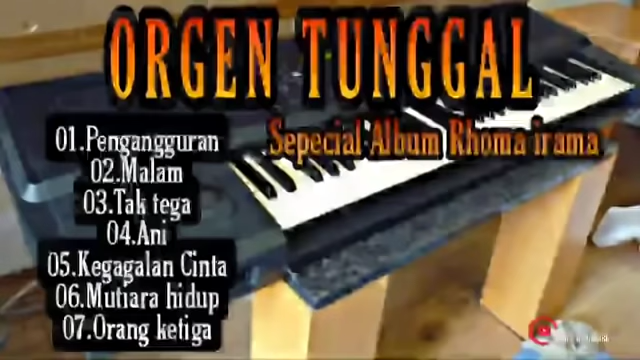 ORGEN TUNGGAL
Sepecial Album Rhoma irama
01.Pengangguran
02.Malam
03.Tak tega
04.Ani
05.Kegagalan Cinta
06.Mutiara hidup
07.Orang ketiga